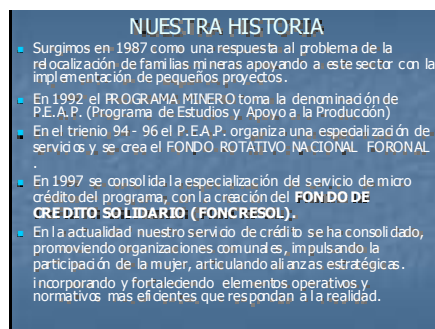 NUESTRA HISTORIA
Surgimos en 1987 como una respuesta al problema de la
relocalización de familias mineras apoyando a este sector con la
implementación de pequeños proyectos.
En 1992 el PROGRAMA MINERO toma la denominación de
P.E.A.P. (Programa de Estudios y Apoyo a la Producción)
En el trienio 94 - 96 el P.E.A.P. organiza una especialización de
servicios y se crea el FONDO ROTATIVO NACIONAL FORONAL
.
En 1997 se consolida la especialización del servicio de micro
crédito del programa, con la creación del FONDO DE
CREDITO SOLIDARIO (FONCRESOL).
En la actualidad nuestro servicio de crédito se ha consolidado,
promoviendo organizaciones comunales, impulsando la
participación de la mujer, articulando alianzas estratégicas.
incorporando y fortaleciendo elementos operativos y
normativos mas eficientes que respondan a la realidad.